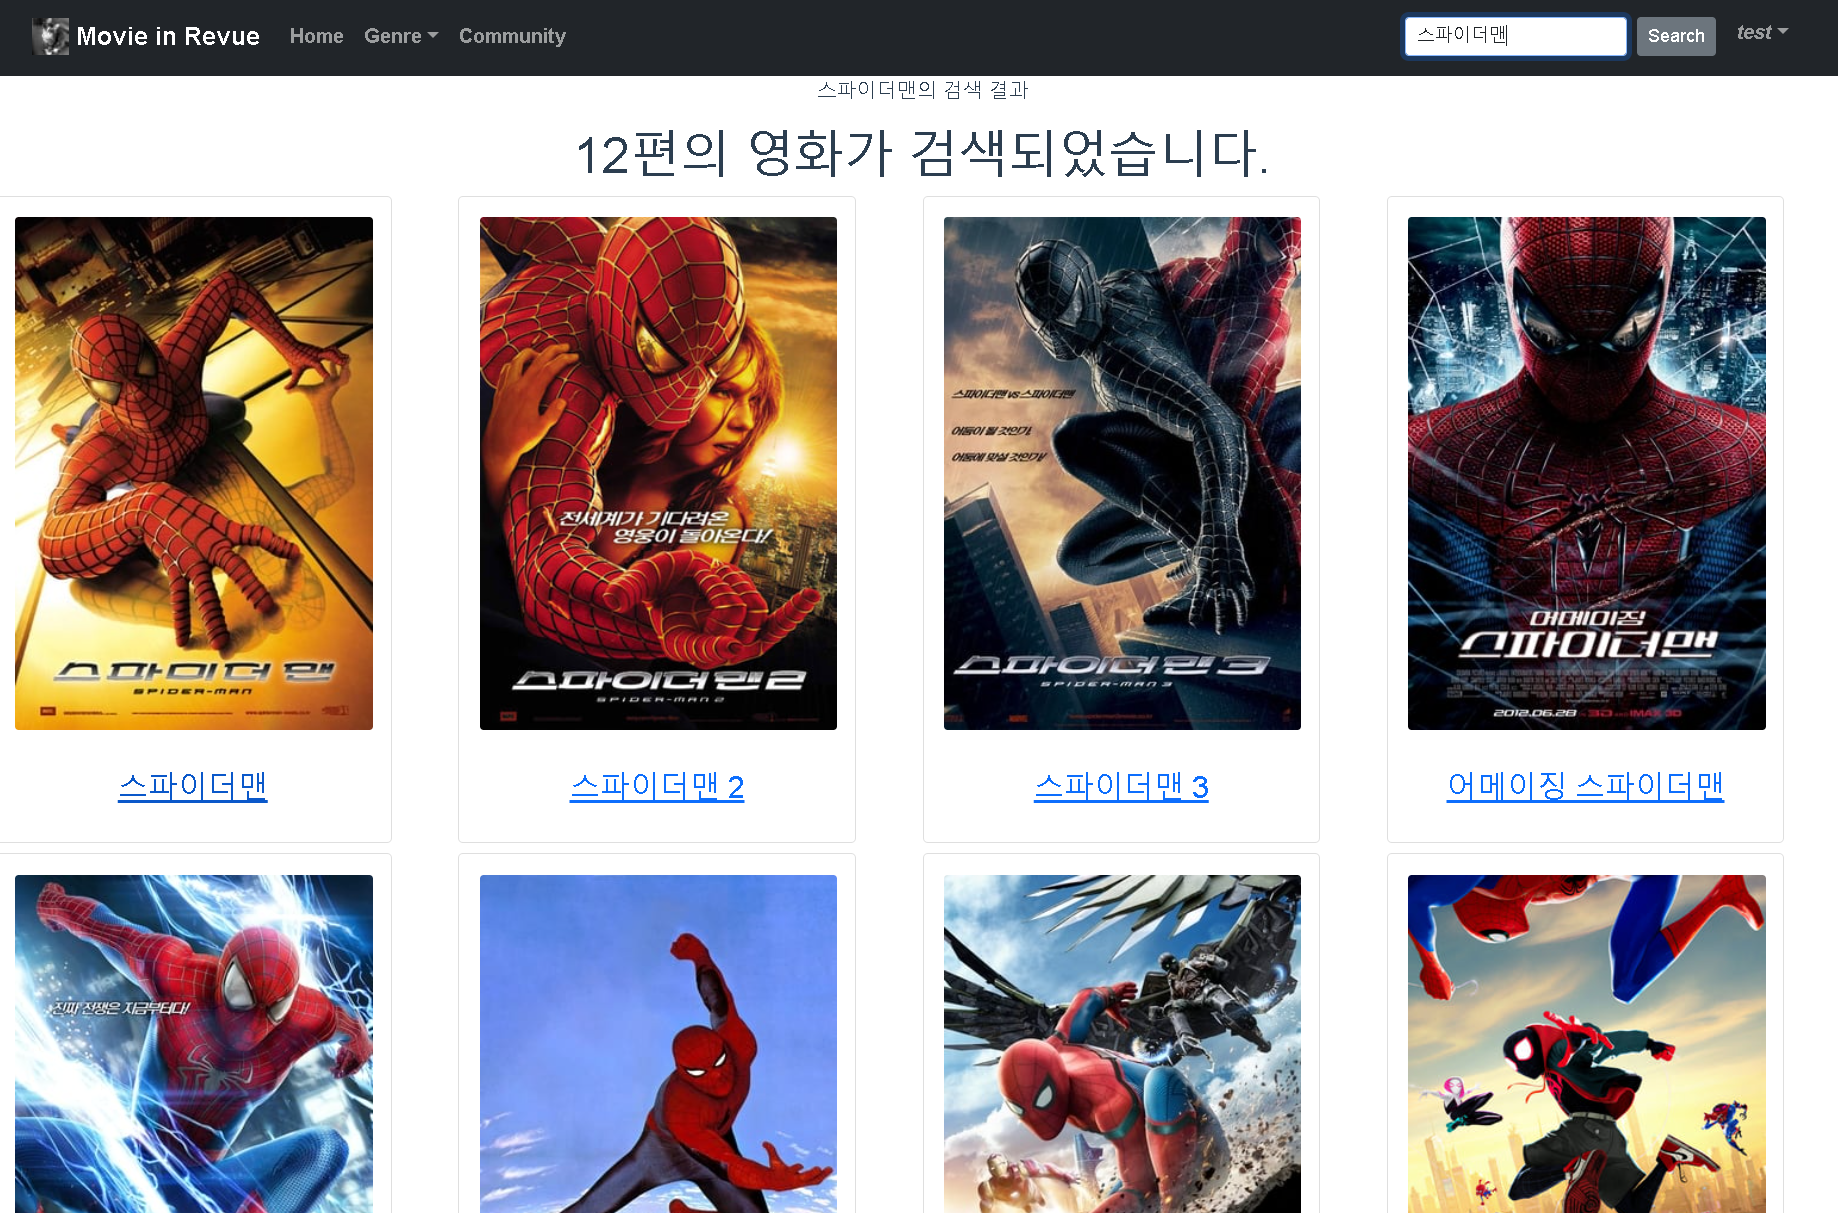 Movie in Revue Home Genre Community 스파이더맨 Search test
스파이더맨의 검색 결과
12편의 영화가 검색되었습니다.
스파이더맨
SPIDER-MAN
전세계가 기다려온
영웅이 돌아온다!
스파이더맨2
SPIDER-MAN 2
스파이더맨 vs 스파이더맨
어둠이 될 것인가!
어둠에 맞설 것인가!
스파이더맨 3
SPIDER-MAN 3
어메이징
스파이더맨
2012.06.28 3D IMAX 3D
스파이더맨
스파이더맨 2
스파이더맨 3
어메이징 스파이더맨
진짜 전쟁은 지금부터다!